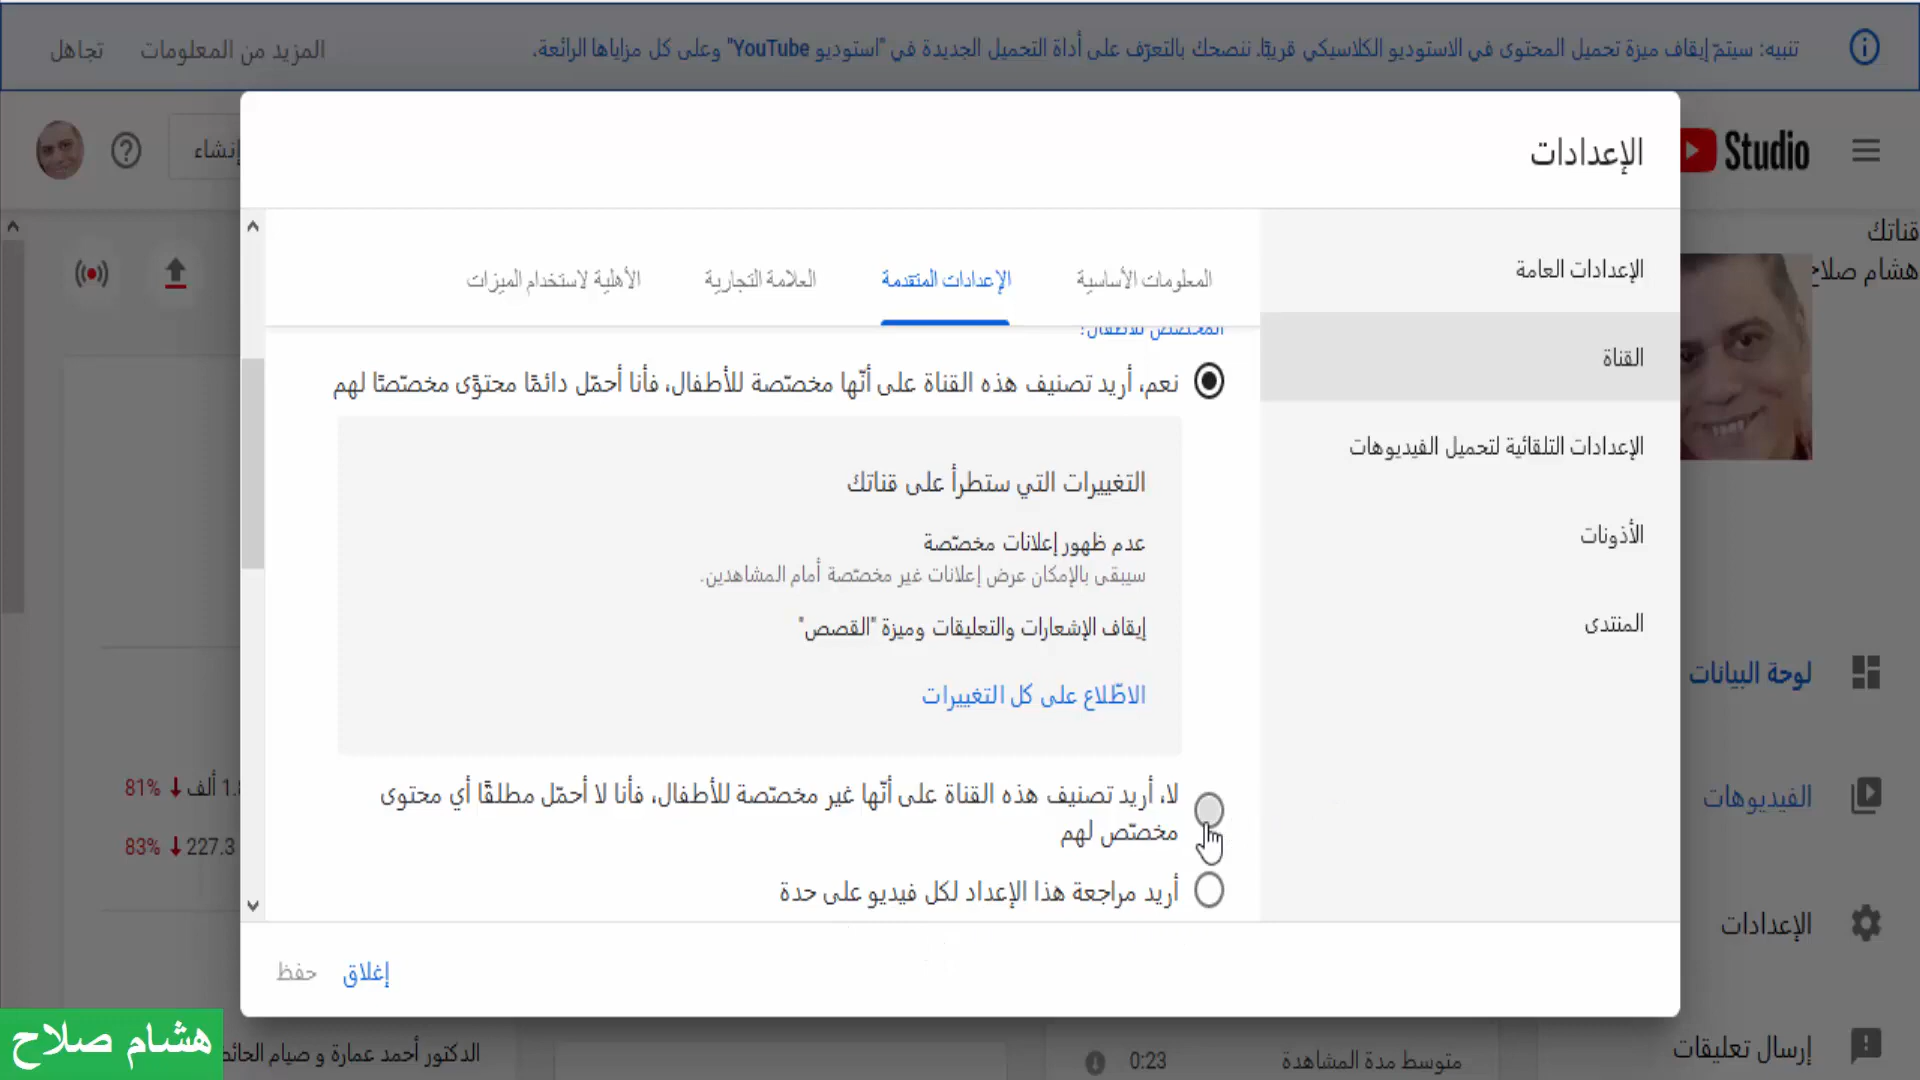 تنبيه: سيتمّ إيقاف ميزة تحميل المحتوى في الاستوديو الكلاسيكي قريبًا. ننصحك بالتعرّف على أداة التحميل الجديدة في "استوديو YouTube" وعلى كل مزاياها الرائعة.
المزيد من المعلومات
تجاهل
Studio
إنشاء
الإعدادات
قناتك
هشام صلاح
الإعدادات العامة
القناة
الإعدادات التلقائية لتحميل الفيديوهات
الأذونات
المنتدى
المعلومات الأساسية
الإعدادات المتقدمة
العلامة التجارية
الأهلية لاستخدام الميزات
المخصّص للأطفال؟
نعم، أريد تصنيف هذه القناة على أنّها مخصّصة للأطفال، فأنا أحمّل دائمًا محتوًى مخصّصًا لهم
التغييرات التي ستطرأ على قناتك
عدم ظهور إعلانات مخصّصة
سيبقى بالإمكان عرض إعلانات غير مخصّصة أمام المشاهدين.
إيقاف الإشعارات والتعليقات وميزة "القصص"
الاطّلاع على كل التغييرات
لا، أريد تصنيف هذه القناة على أنّها غير مخصّصة للأطفال، فأنا لا أحمّل مطلقًا أي محتوى
مخصّص لهم
أريد مراجعة هذا الإعداد لكل فيديو على حدة
إغلاق
حفظ
لوحة البيانات
الفيديوهات
الإعدادات
إرسال تعليقات
ألف
81%
227.3
83%
متوسط مدة المشاهدة
0:23
الدكتور أحمد عمارة و صيام
هشام صلاح